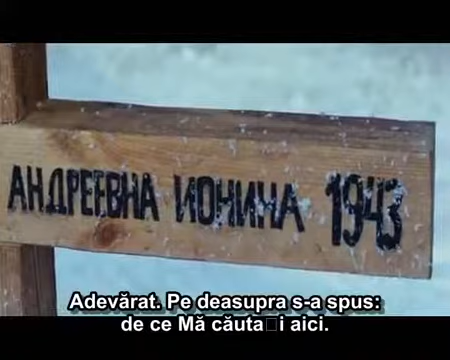 АНДРЕЕВНА ИОНИНА 1943
Adevărat. Pe deasupra s-a spus:
de ce Mă căuta□i aici.